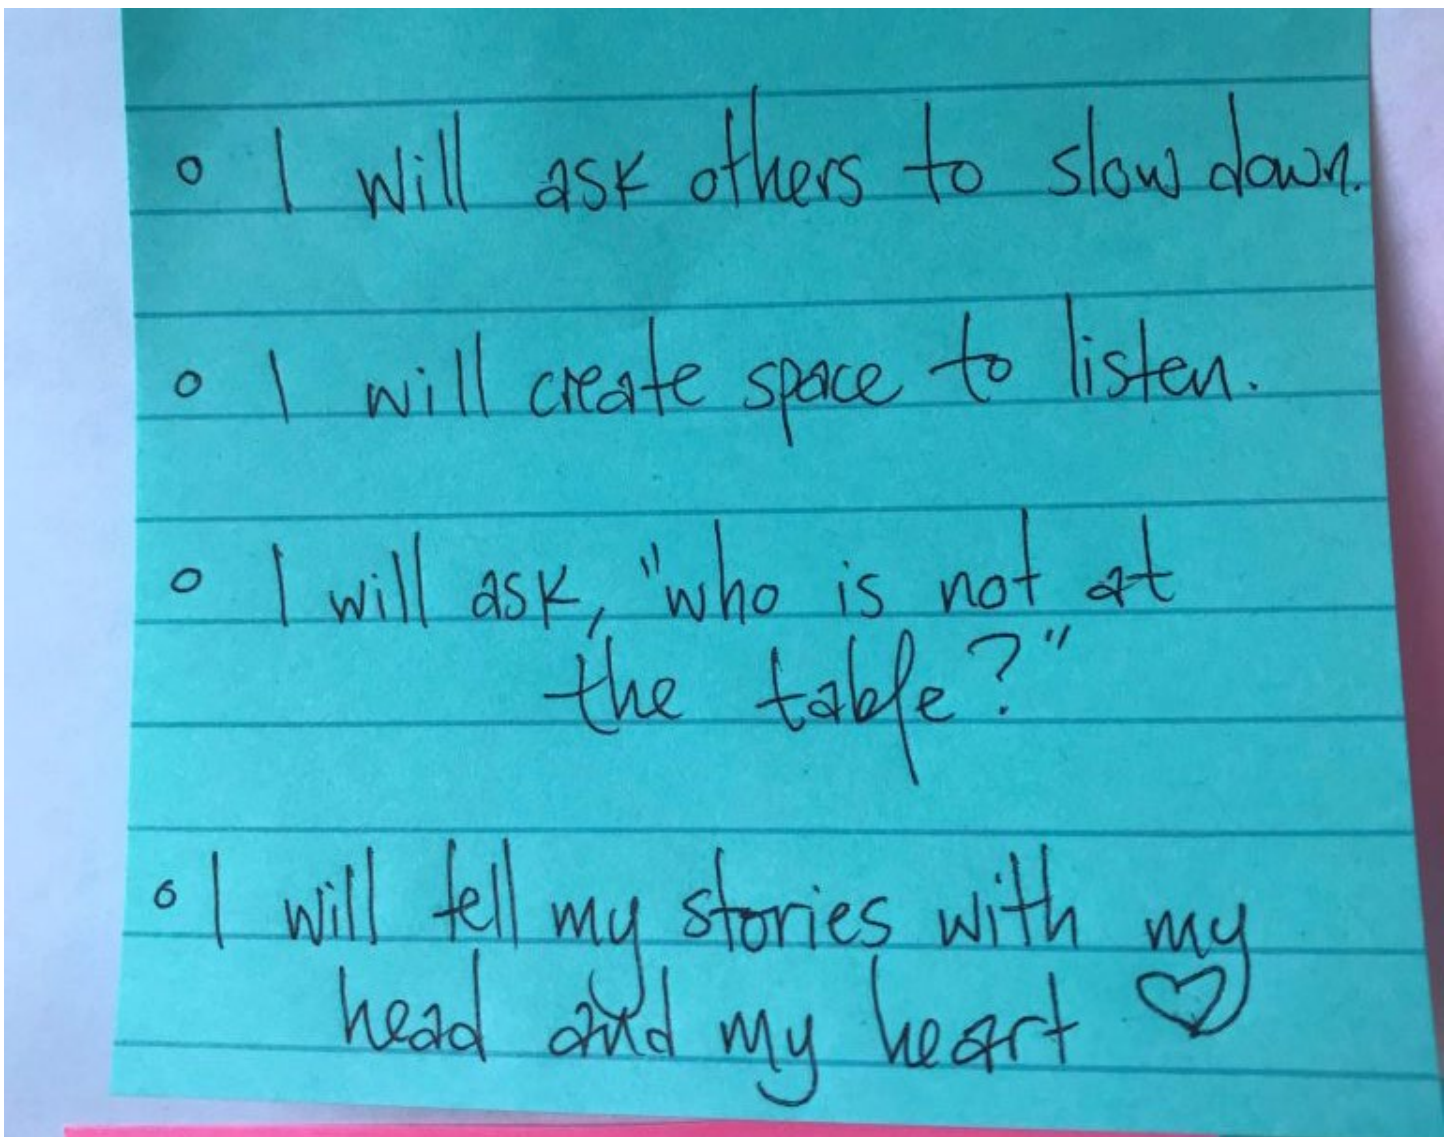 o I will ask others to slow down.
o I will create space to listen.
o I will ask, "who is not at
the table?"
o I will tell my stories with my
head and my heart ♡